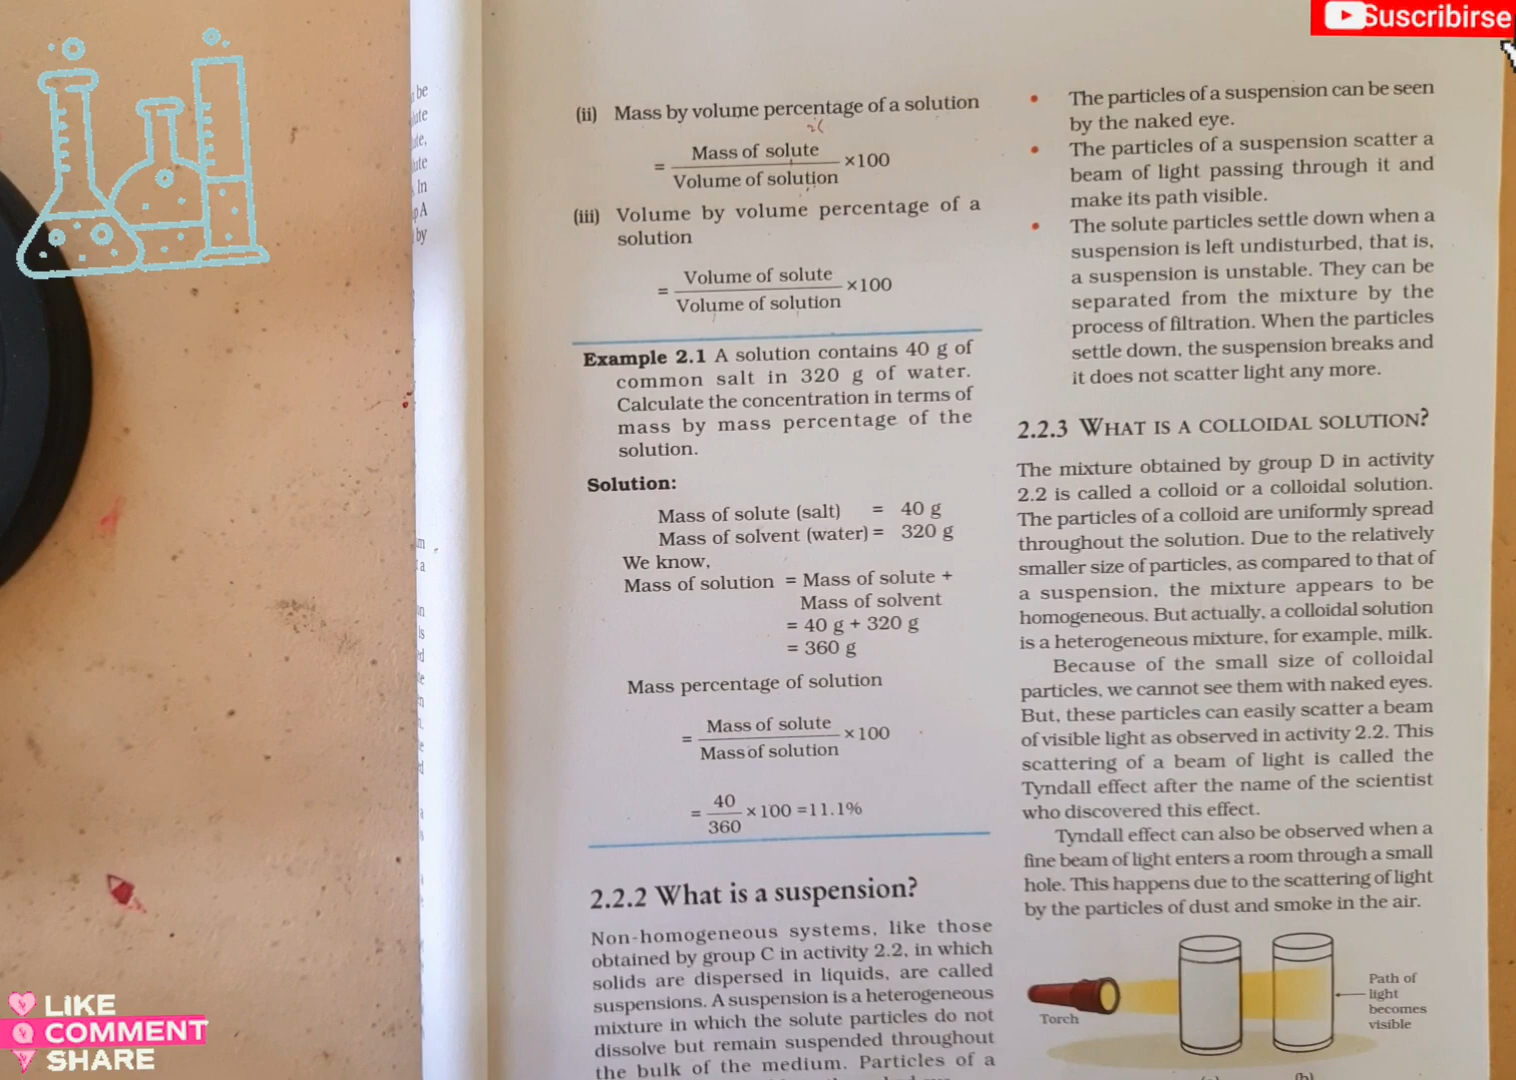 Suscribirse
be
In
by
(ii) Mass by volume percentage of a solution
= Mass of solute / Volume of solution ×100
(iii) Volume by volume percentage of a
solution
= Volume of solute / Volume of solution ×100
Example 2.1 A solution contains 40 g of
common salt in 320 g of water.
Calculate the concentration in terms of
mass by mass percentage of the
solution.
Solution:
Mass of solute (salt) = 40 g
Mass of solvent (water) = 320 g
We know,
Mass of solution = Mass of solute +
Mass of solvent
= 40 g + 320 g
= 360 g
Mass percentage of solution
= Mass of solute / Mass of solution ×100
= 40 / 360 ×100 =11.1%
2.2.2 What is a suspension?
Non-homogeneous systems, like those
obtained by group C in activity 2.2, in which
solids are dispersed in liquids, are called
suspensions. A suspension is a heterogeneous
mixture in which the solute particles do not
dissolve but remain suspended throughout
the bulk of the medium. Particles of a
• The particles of a suspension can be seen
by the naked eye.
• The particles of a suspension scatter a
beam of light passing through it and
make its path visible.
• The solute particles settle down when a
suspension is left undisturbed, that is,
a suspension is unstable. They can be
separated from the mixture by the
process of filtration. When the particles
settle down, the suspension breaks and
it does not scatter light any more.
2.2.3 WHAT IS A COLLOIDAL SOLUTION?
The mixture obtained by group D in activity
2.2 is called a colloid or a colloidal solution.
The particles of a colloid are uniformly spread
throughout the solution. Due to the relatively
smaller size of particles, as compared to that of
a suspension, the mixture appears to be
homogeneous. But actually, a colloidal solution
is a heterogeneous mixture, for example, milk.
Because of the small size of colloidal
particles, we cannot see them with naked eyes.
But, these particles can easily scatter a beam
of visible light as observed in activity 2.2. This
scattering of a beam of light is called the
Tyndall effect after the name of the scientist
who discovered this effect.
Tyndall effect can also be observed when a
fine beam of light enters a room through a small
hole. This happens due to the scattering of light
by the particles of dust and smoke in the air.
Torch
Path of
light
becomes
visible
(b)
LIKE
COMMENT
SHARE